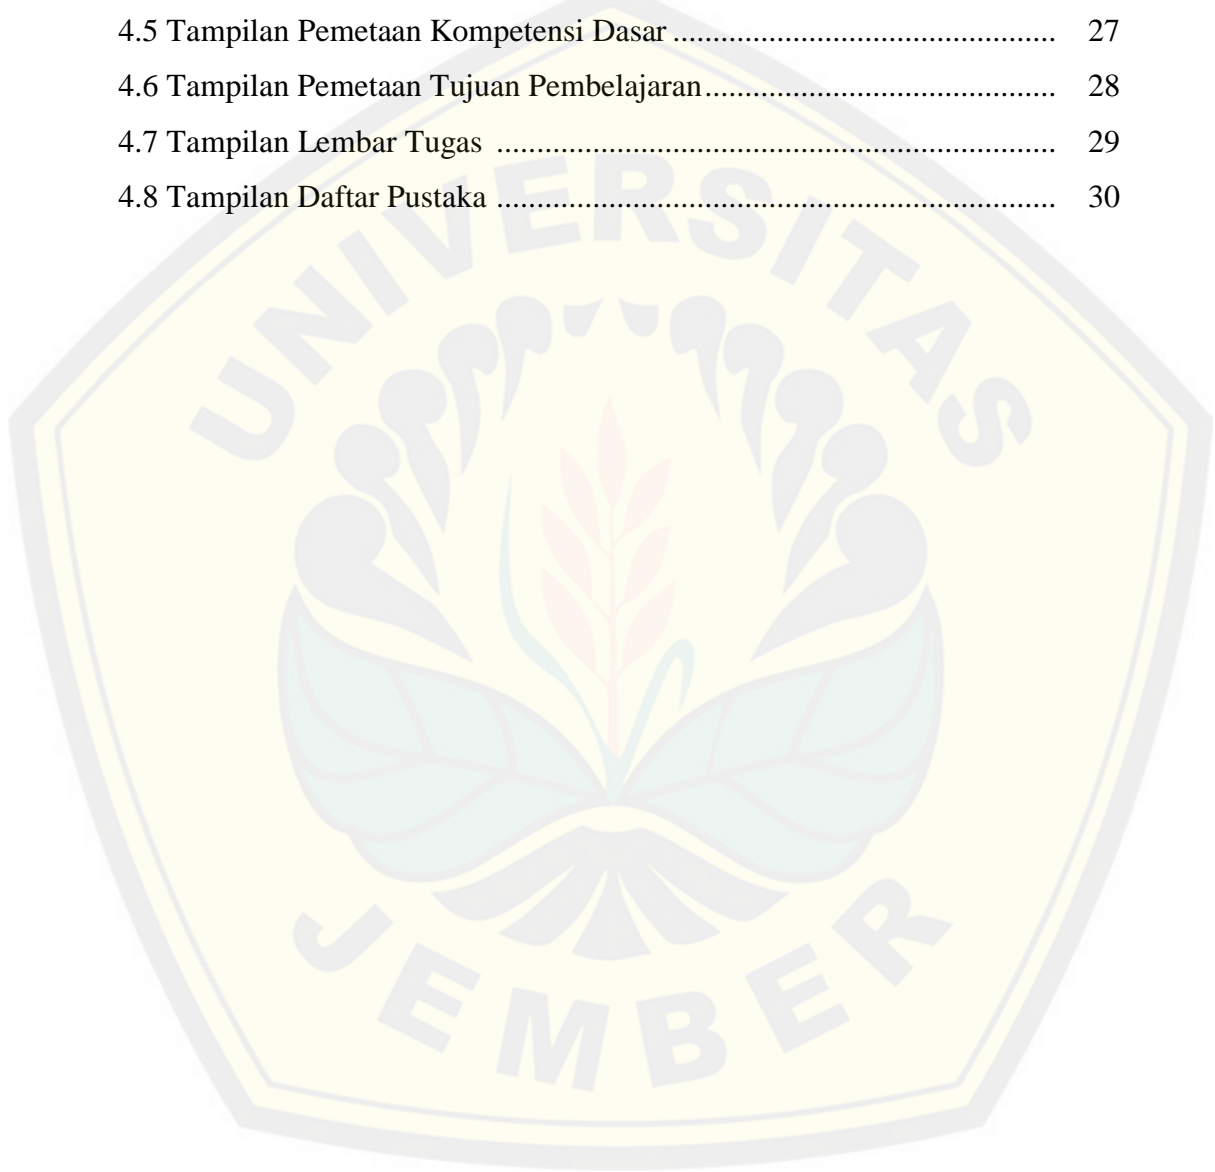 4.5 Tampilan Pemetaan Kompetensi Dasar ................................................ 27
4.6 Tampilan Pemetaan Tujuan Pembelajaran............................................ 28
4.7 Tampilan Lembar Tugas ...................................................................... 29
4.8 Tampilan Daftar Pustaka ...................................................................... 30
UNIVERSITAS
JEMBER